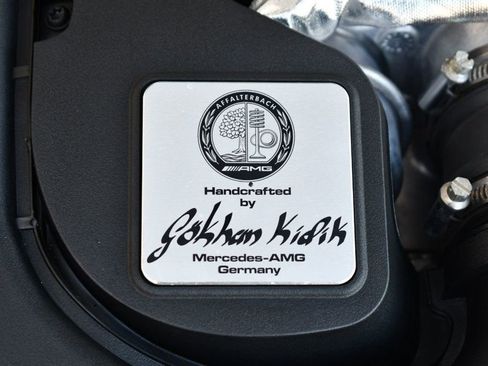 AFFALTERBACH
AMG
Handcrafted
by
Gökhan Kidik
Mercedes-AMG
Germany